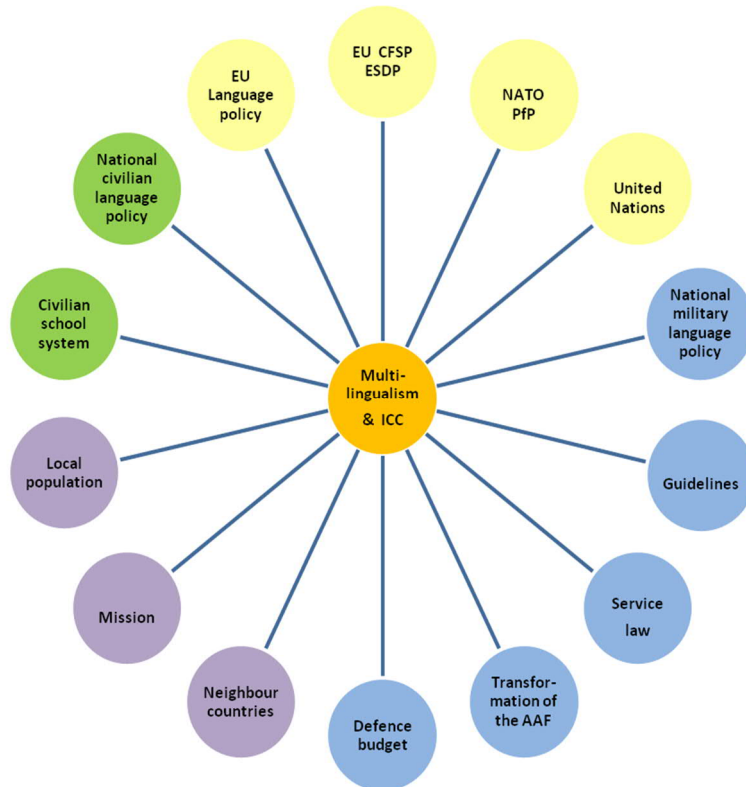 EU CFSP
ESDP
NATO
PfP
United
Nations
National
military
language
policy
Guidelines
Service
law
Transfor-
mation of
the AAF
Defence
budget
Neighbour
countries
Mission
Local
population
Civilian
school
system
National
civilian
language
policy
EU
Language
policy
Multi-
lingualism
& ICC